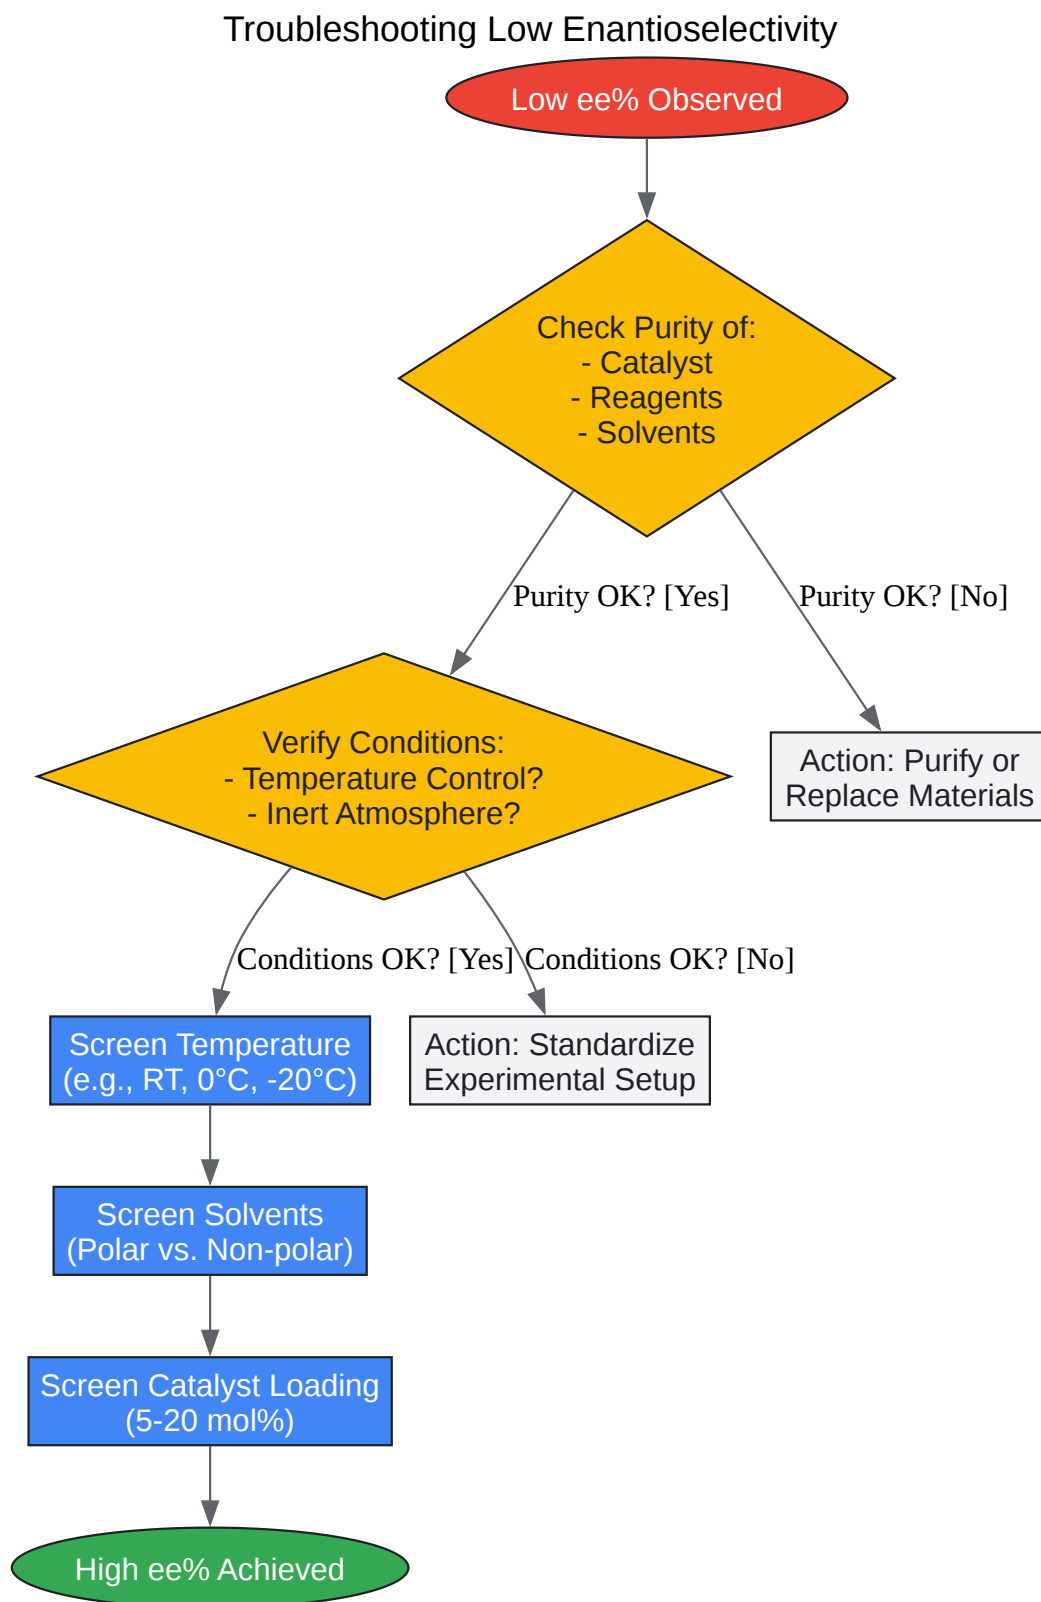 Troubleshooting Low Enantioselectivity
Low ee% Observed
Check Purity of:
- Catalyst
- Reagents
- Solvents
Purity OK? [Yes]
Purity OK? [No]
Verify Conditions:
- Temperature Control?
- Inert Atmosphere?
Action: Purify or
Replace Materials
Conditions OK? [Yes]
Conditions OK? [No]
Screen Temperature
(e.g., RT, 0°C, -20°C)
Action: Standardize
Experimental Setup
Screen Solvents
(Polar vs. Non-polar)
Screen Catalyst Loading
(5-20 mol%)
High ee% Achieved